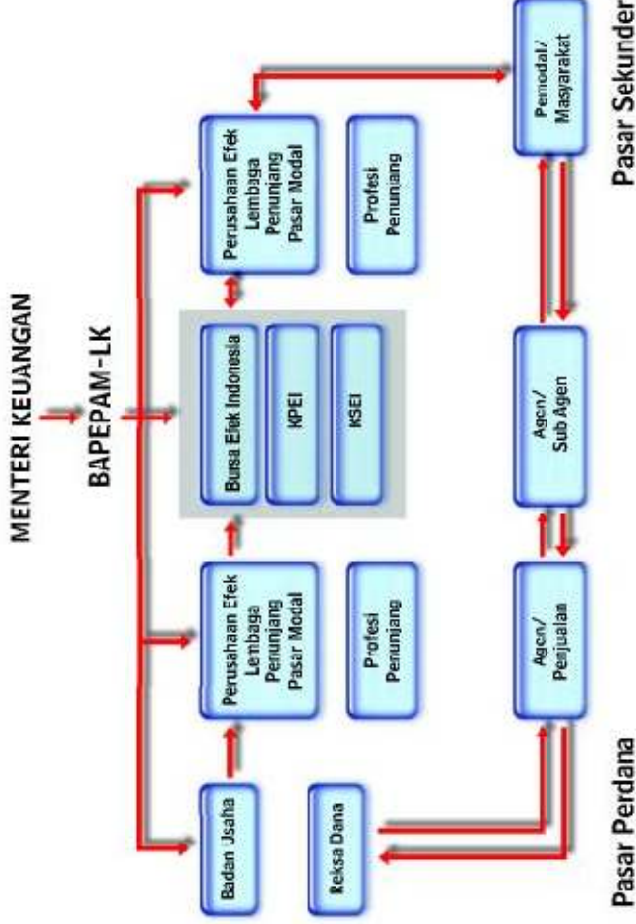 MENTERI KEUANGAN
BAPEPAM-LK
Badan Usaha
Reksa Dana
Perusahaan Efek
Lembaga
Penunjang
Pasar Modal
Profesi
Penunjang
Bursa Efek Indonesia
KPEI
KSEI
Perusahaan Efek
Lembaga
Penunjang
Pasar Modal
Profesi
Penunjang
Agen/
Penjualan
Agen/
Sub Agen
Pemodal/
Masyarakat
Pasar Perdana
Pasar Sekunder